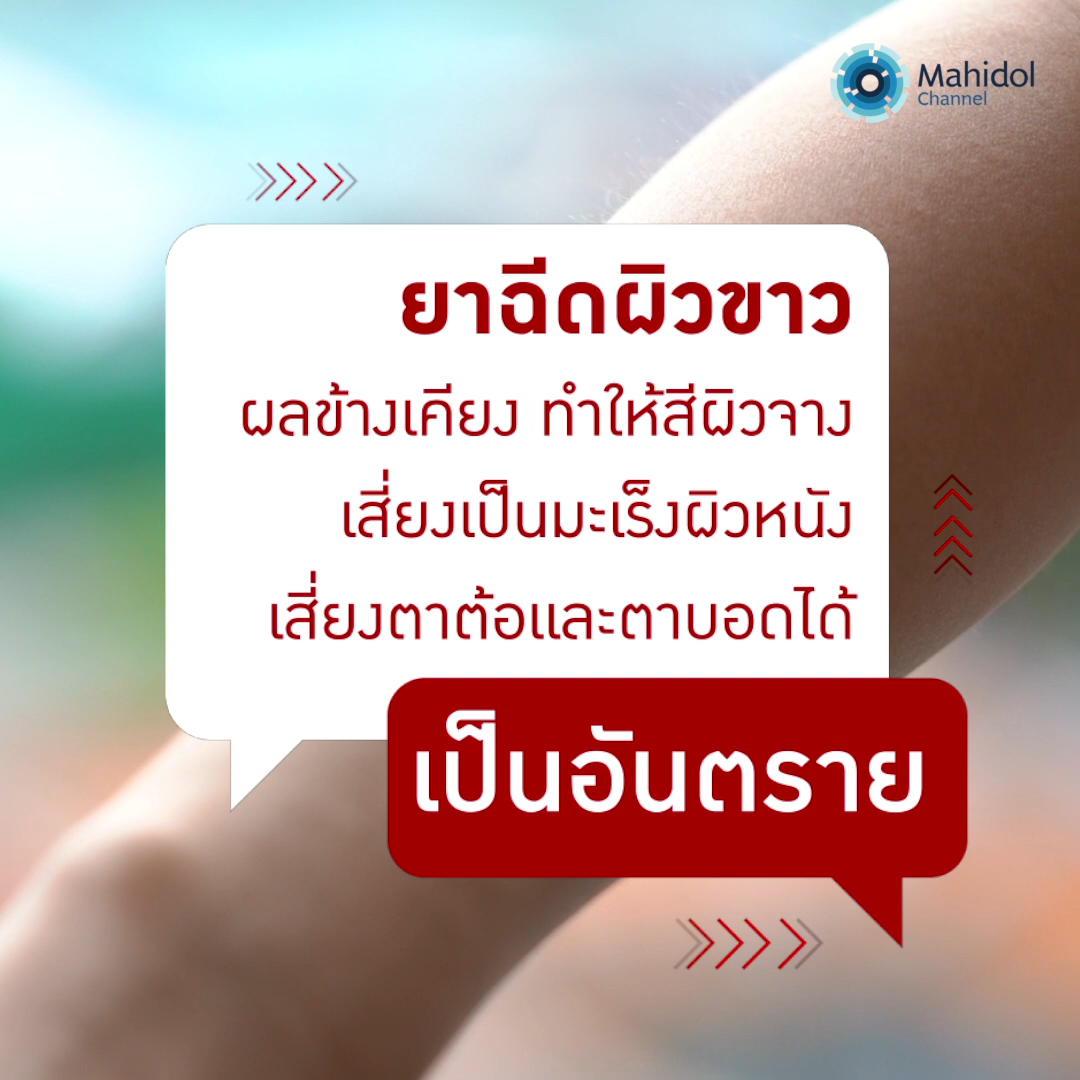 Mahidol
Channel
ยาฉีดผิวขาว
ผลข้างเคียง ทำให้สีผิวจาง
เสี่ยงเป็นมะเร็งผิวหนัง
เสี่ยงตาต้อและตาบอดได้
เป็นอันตราย